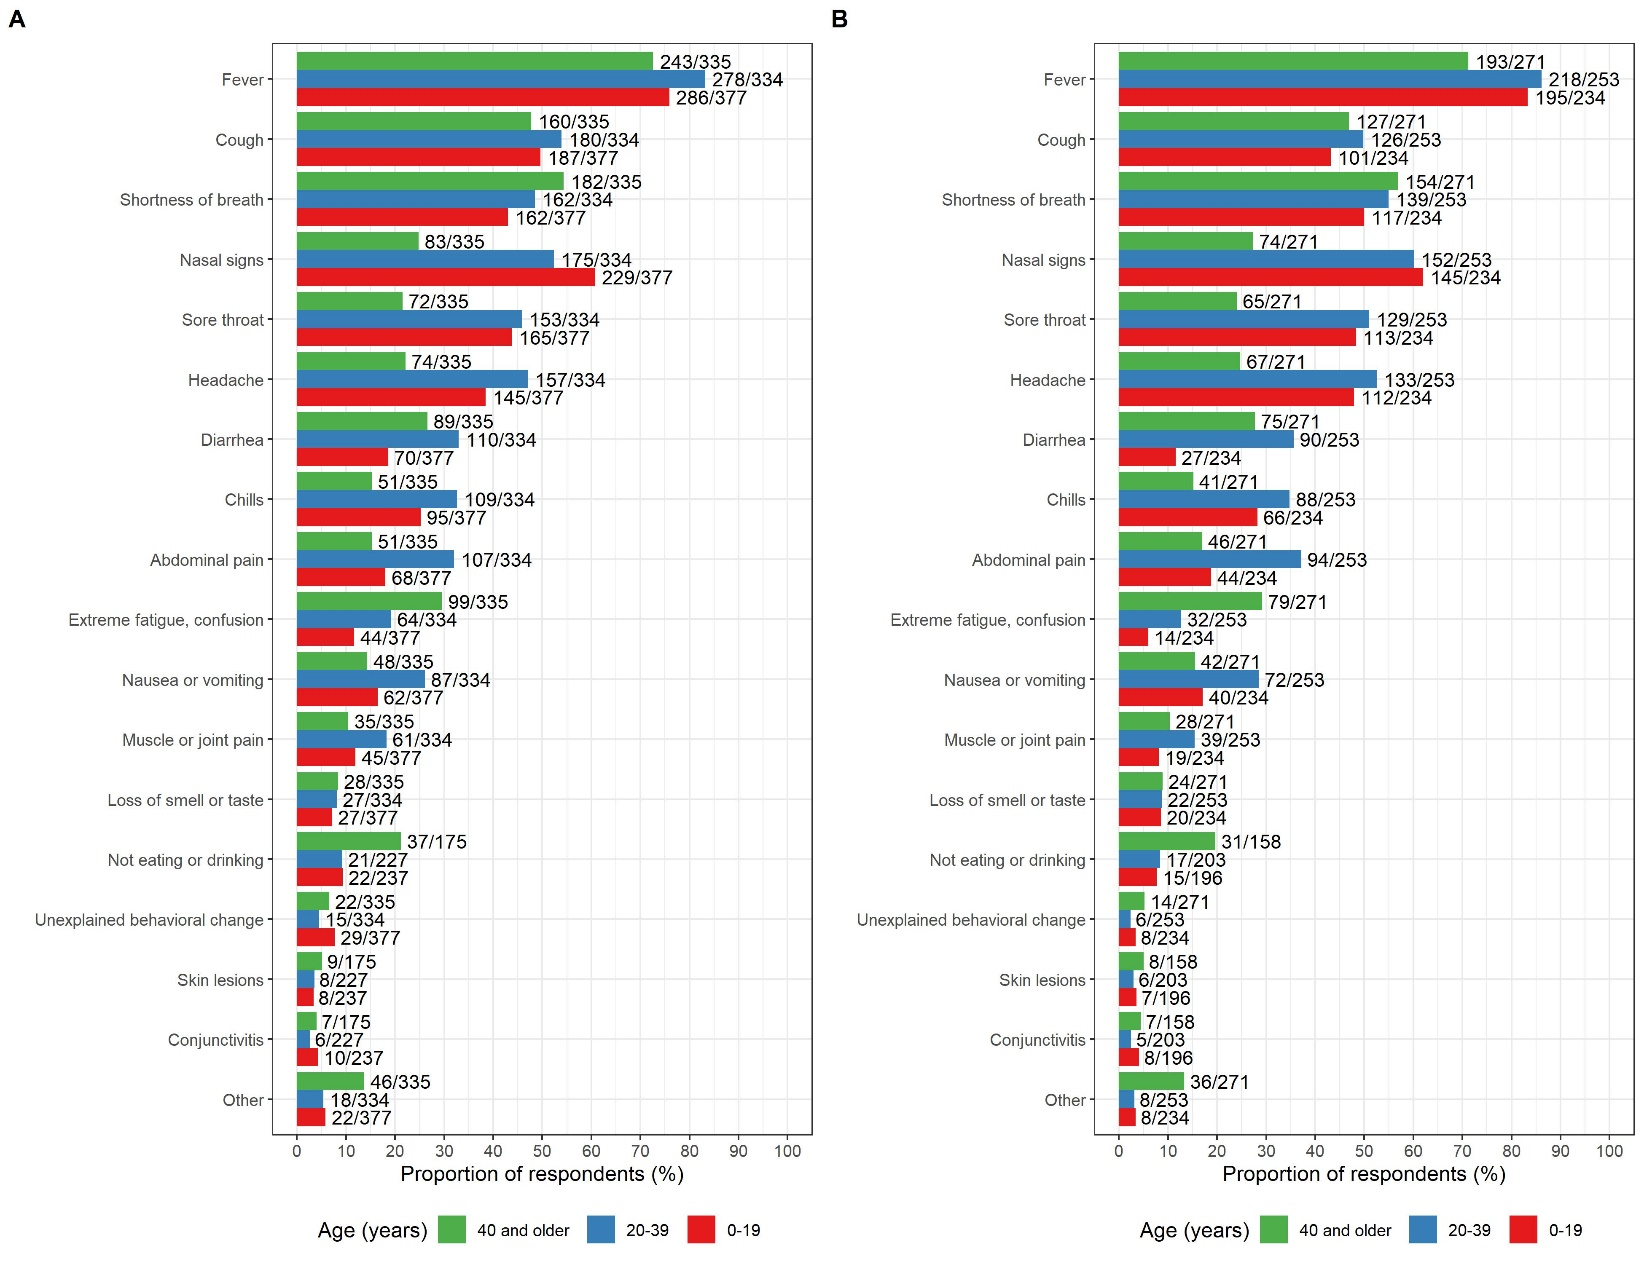 A
Fever
243/335
278/334
286/377
Cough
160/335
180/334
187/377
Shortness of breath
182/335
162/334
162/377
Nasal signs
83/335
175/334
229/377
Sore throat
72/335
153/334
165/377
Headache
74/335
157/334
145/377
Diarrhea
89/335
110/334
70/377
Chills
51/335
109/334
95/377
Abdominal pain
51/335
107/334
68/377
Extreme fatigue, confusion
99/335
64/334
44/377
Nausea or vomiting
48/335
87/334
62/377
Muscle or joint pain
35/335
61/334
45/377
Loss of smell or taste
28/335
27/334
27/377
Not eating or drinking
37/175
21/227
22/237
Unexplained behavioral change
22/335
15/334
29/377
Skin lesions
9/175
8/227
8/237
Conjunctivitis
7/175
6/227
10/237
Other
46/335
18/334
22/377
0 10 20 30 40 50 60 70 80 90 100
Proportion of respondents (%)
Age (years) 40 and older 20-39 0-19
B
Fever
193/271
218/253
195/234
Cough
127/271
126/253
101/234
Shortness of breath
154/271
139/253
117/234
Nasal signs
74/271
152/253
145/234
Sore throat
65/271
129/253
113/234
Headache
67/271
133/253
112/234
Diarrhea
75/271
90/253
27/234
Chills
41/271
88/253
66/234
Abdominal pain
46/271
94/253
44/234
Extreme fatigue, confusion
79/271
32/253
14/234
Nausea or vomiting
42/271
72/253
40/234
Muscle or joint pain
28/271
39/253
19/234
Loss of smell or taste
24/271
22/253
20/234
Not eating or drinking
31/158
17/203
15/196
Unexplained behavioral change
14/271
6/253
8/234
Skin lesions
8/158
6/203
7/196
Conjunctivitis
7/158
5/203
8/196
Other
36/271
8/253
8/234
0 10 20 30 40 50 60 70 80 90 100
Proportion of respondents (%)
Age (years) 40 and older 20-39 0-19